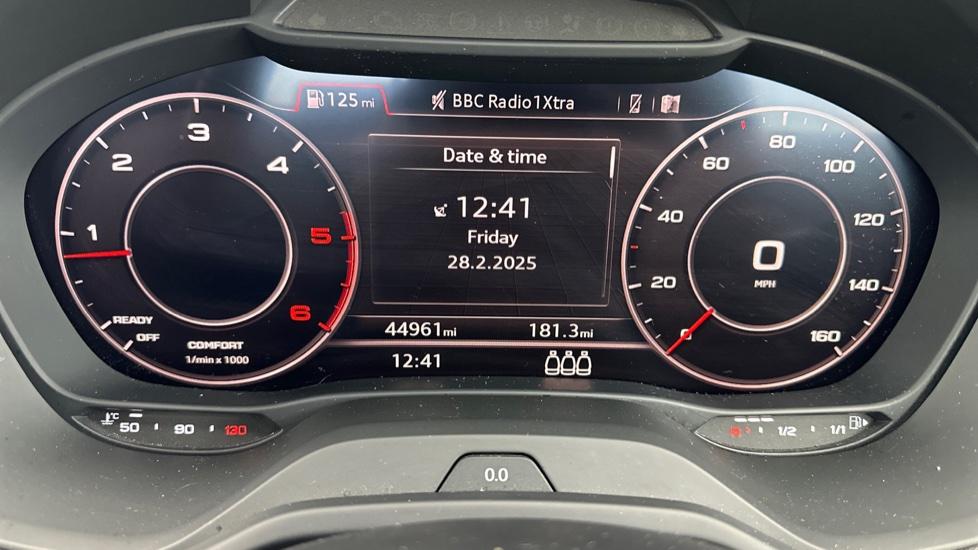 125 mi
BBC Radio1Xtra
Date & time
12:41
Friday
28.2.2025
44961mi
181.3mi
12:41
1
2
3
4
5
6
READY
OFF
COMFORT
1/min x 1000
0
20
40
60
80
100
120
140
160
0
MPH
°C
50
90
130
1/2
1/1
0.0